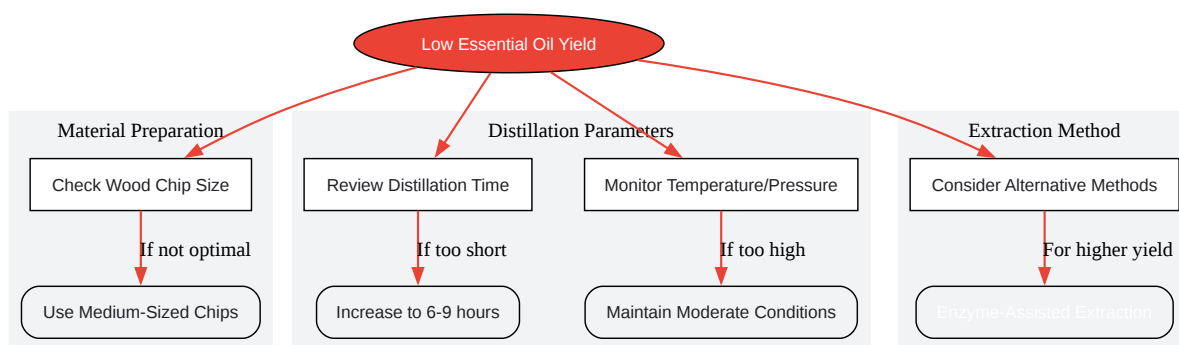 Low Essential Oil Yield
Material Preparation
Distillation Parameters
Extraction Method
Check Wood Chip Size
Review Distillation Time
Monitor Temperature/Pressure
Consider Alternative Methods
If not optimal
If too short
If too high
For higher yield
Use Medium-Sized Chips
Increase to 6-9 hours
Maintain Moderate Conditions
Enzyme-Assisted Extraction